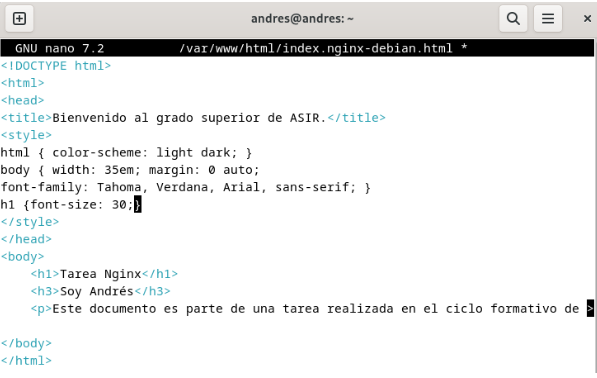 andres@andres: ~
GNU nano 7.2 /var/www/html/index.nginx-debian.html *
<!DOCTYPE html>
<html>
<head>
<title>Bienvenido al grado superior de ASIR.</title>
<style>
html { color-scheme: light dark; }
body { width: 35em; margin: 0 auto;
font-family: Tahoma, Verdana, Arial, sans-serif; }
h1 {font-size: 30;}
</style>
</head>
<body>
    <h1>Tarea Nginx</h1>
    <h3>Soy Andrés</h3>
    <p>Este documento es parte de una tarea realizada en el ciclo formativo de >
</body>
</html>